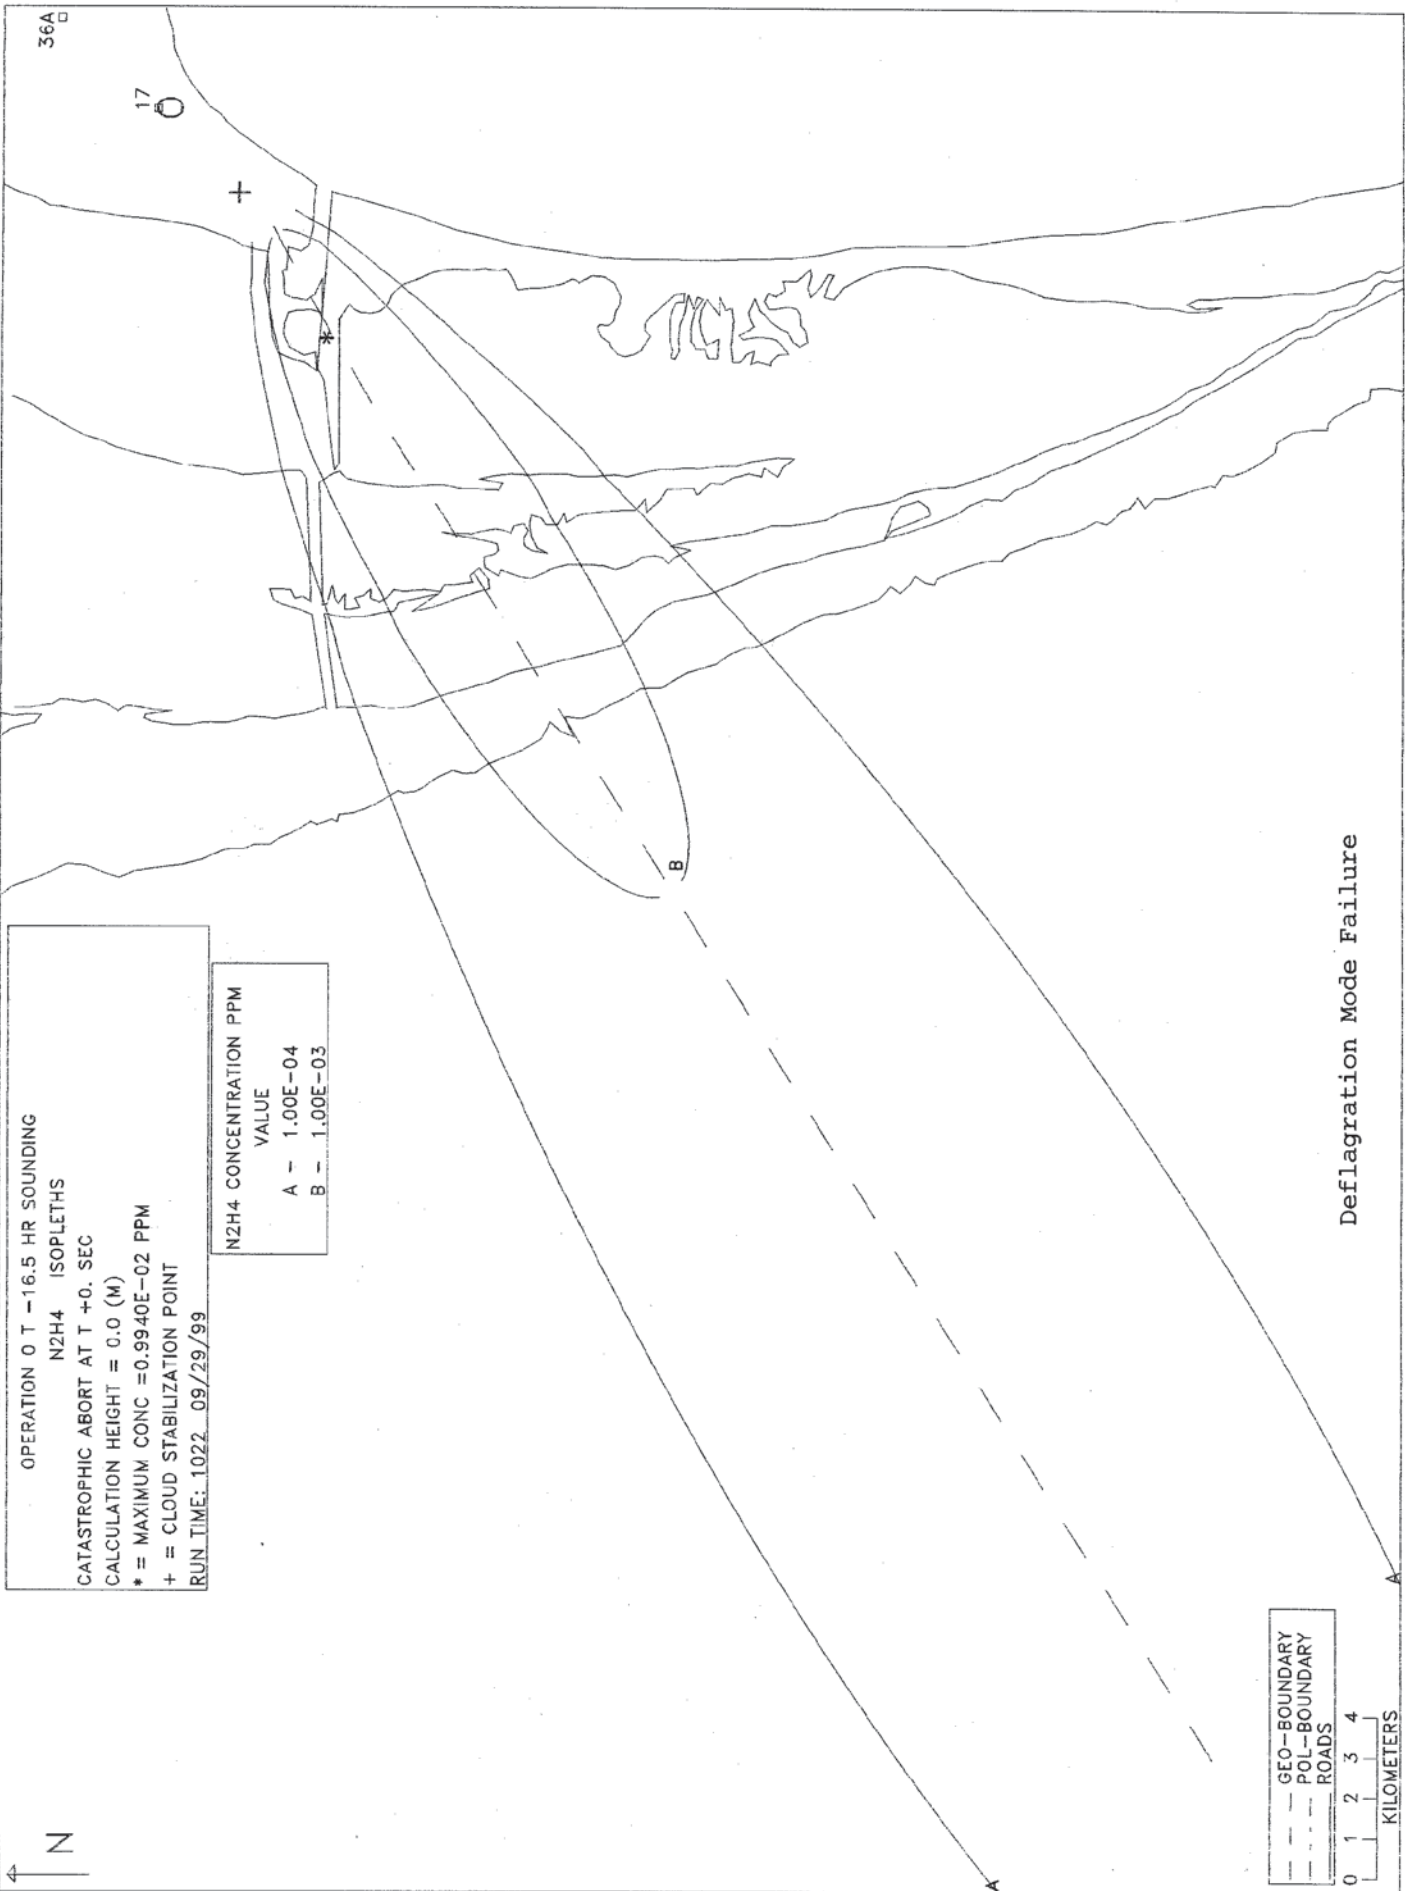 OPERATION 0 T -16.5 HR SOUNDING
N2H4 ISOPLETHS
CATASTROPHIC ABORT AT T +0. SEC
CALCULATION HEIGHT = 0.0 (M)
* = MAXIMUM CONC =0.9940E-02 PPM
+ = CLOUD STABILIZATION POINT
RUN TIME: 1022 09/29/99
N2H4 CONCENTRATION PPM
VALUE
A - 1.00E-04
B - 1.00E-03
N
36A
17
+
*
B
A
A
GEO-BOUNDARY
POL-BOUNDARY
ROADS
0 1 2 3 4
KILOMETERS
Deflagration Mode Failure